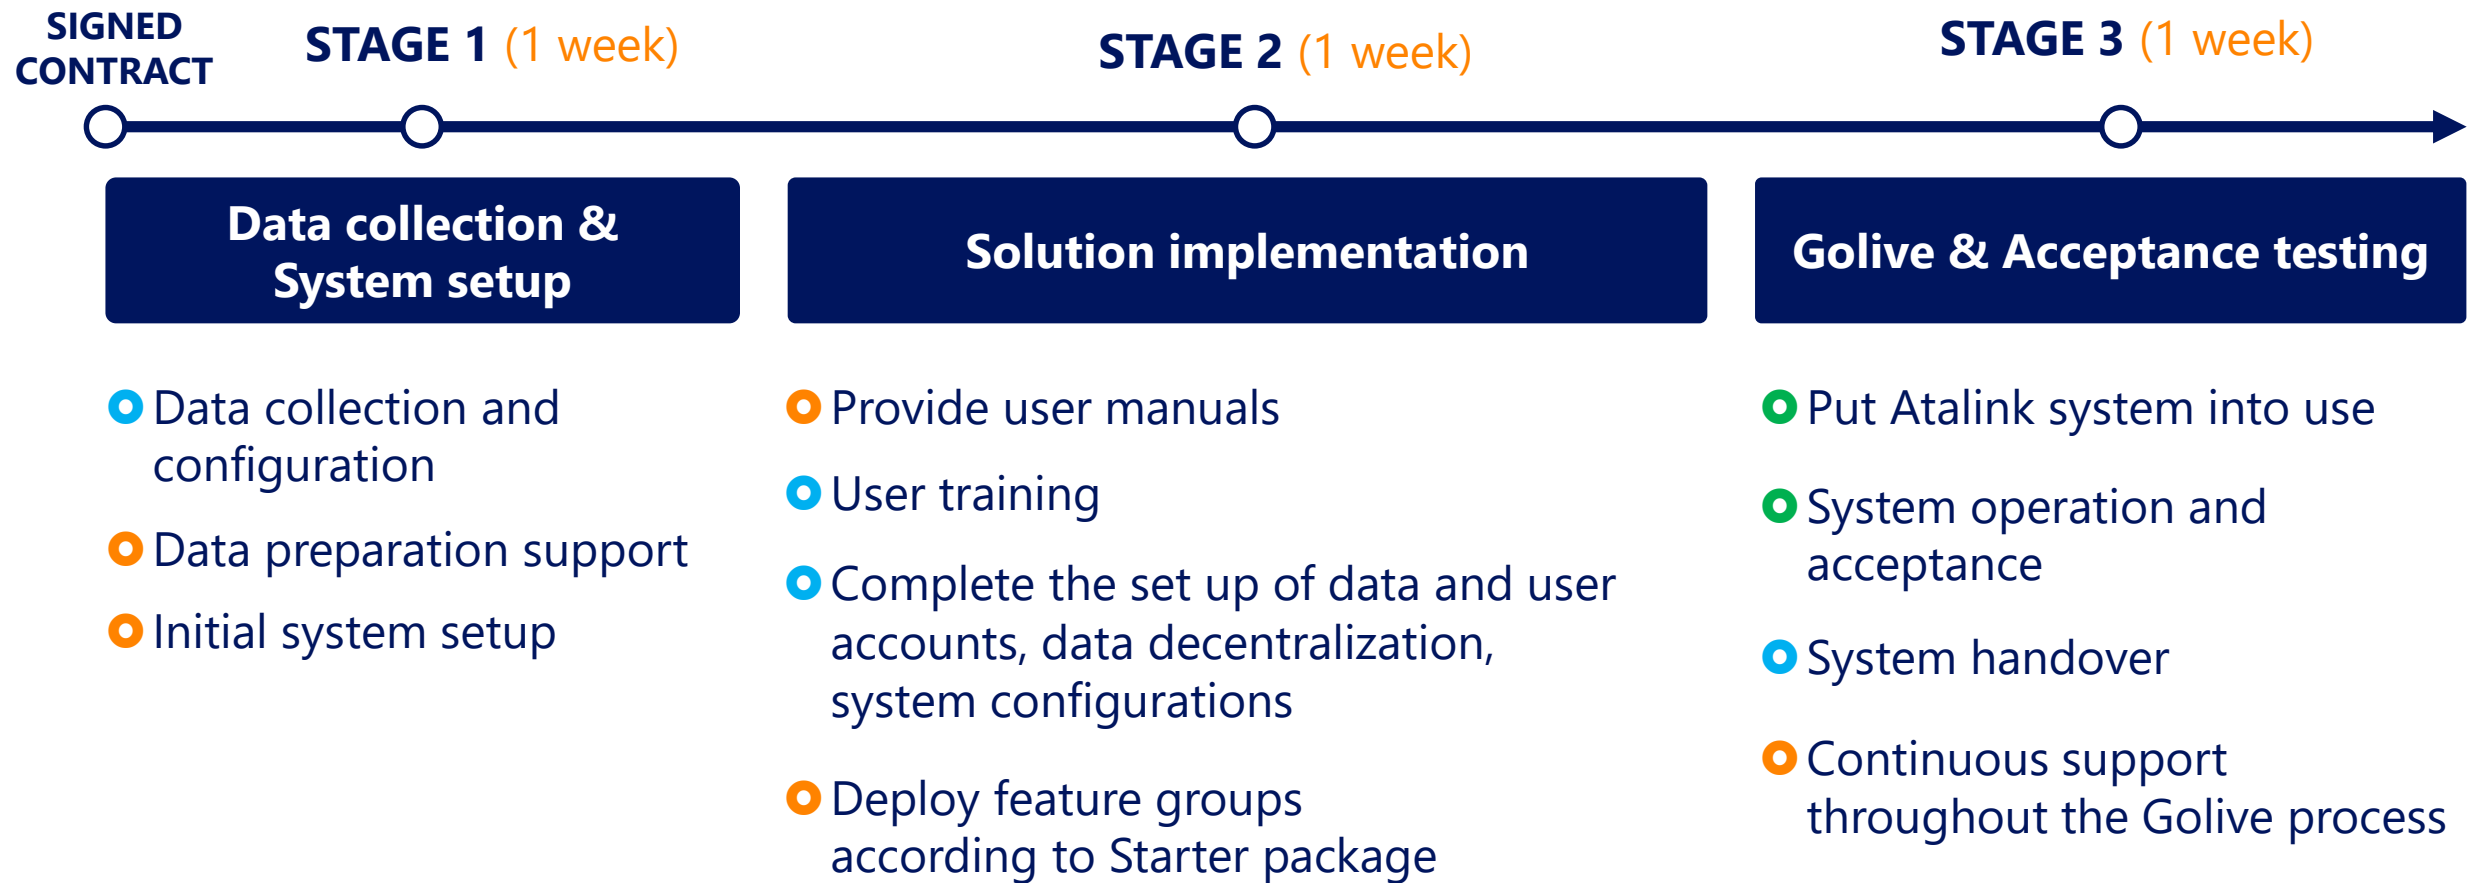 SIGNED
CONTRACT
STAGE 1 (1 week)
STAGE 2 (1 week)
STAGE 3 (1 week)
Data collection &
System setup
Solution implementation
Golive & Acceptance testing
Data collection and
configuration
Data preparation support
Initial system setup
Provide user manuals
User training
Complete the set up of data and user
accounts, data decentralization,
system configurations
Deploy feature groups
according to Starter package
Put Atalink system into use
System operation and
acceptance
System handover
Continuous support
throughout the Golive process